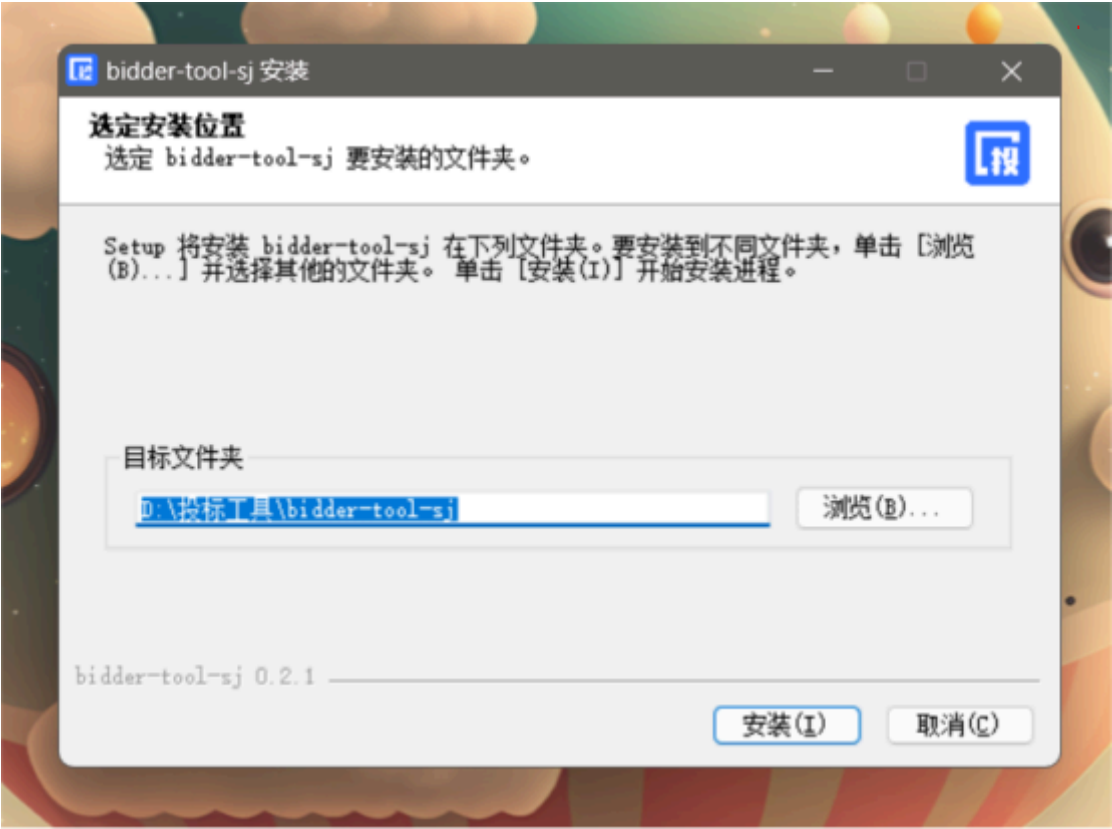 bidder-tool-sj 安装
选定安装位置
选定 bidder-tool-sj 要安装的文件夹。
投
Setup 将安装 bidder-tool-sj 在下列文件夹。要安装到不同文件夹，单击 [浏览
(B)...] 并选择其他的文件夹。 单击 [安装(I)] 开始安装进程。
目标文件夹
D:\投标工具\bidder-tool-sj
浏览(B)...
bidder-tool-sj 0.2.1
安装(I)
取消(C)